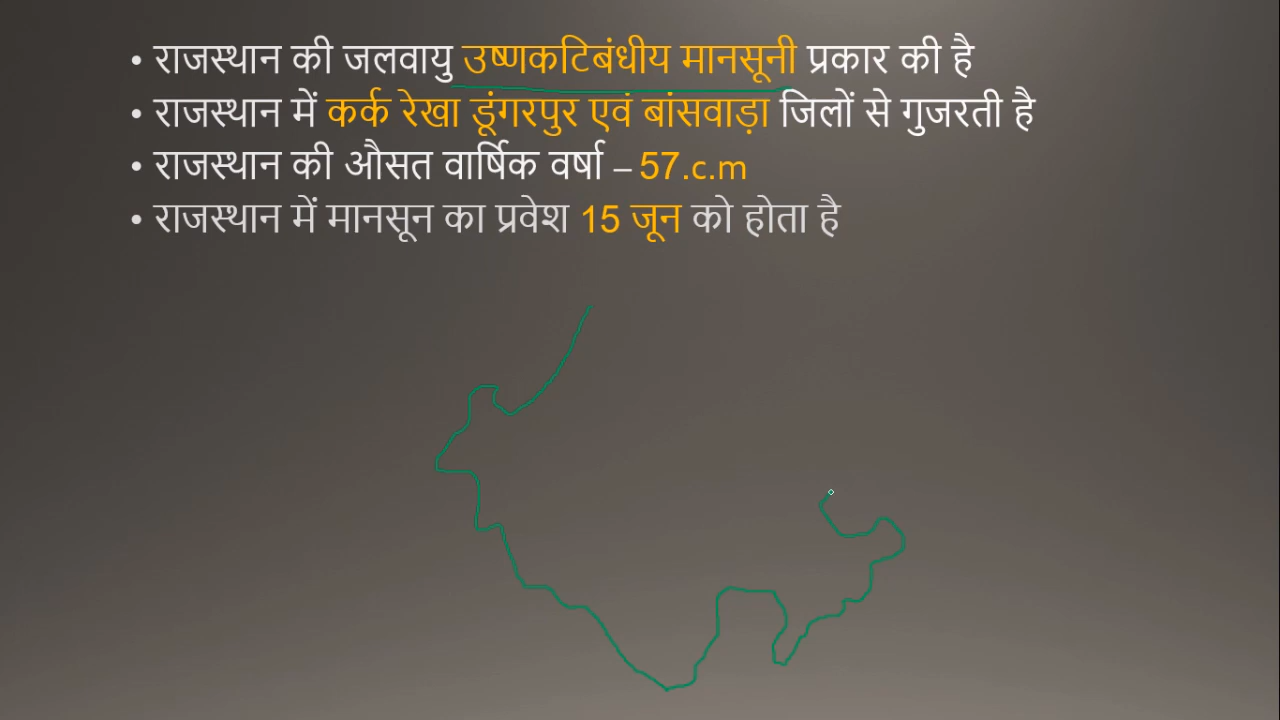 • राजस्थान की जलवायु उष्णकटिबंधीय मानसूनी प्रकार की है
• राजस्थान में कर्क रेखा डूंगरपुर एवं बांसवाड़ा जिलों से गुजरती है
• राजस्थान की औसत वार्षिक वर्षा – 57.c.m
• राजस्थान में मानसून का प्रवेश 15 जून को होता है